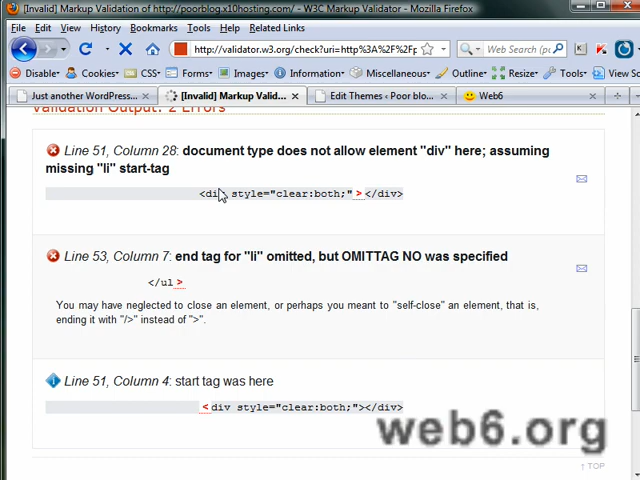 [Invalid] Markup Validation of http://poorblog.x10hosting.com/ - W3C Markup Validator - Mozilla Firefox
File Edit View History Bookmarks Tools Help Related Links
http://validator.w3.org/check?uri=http%3A%2F%2Fp
Web Search
Disable Cookies CSS Forms Images Information Miscellaneous Outline Resize Tools View Sou
Just another WordPress... [Invalid] Markup Valid... Edit Themes ‹ Poor blo... Web6
Validation Output: 2 Errors
Line 51, Column 28: document type does not allow element "div" here; assuming
missing "li" start-tag
<div style="clear:both;"></div>
Line 53, Column 7: end tag for "li" omitted, but OMITTAG NO was specified
</ul>
You may have neglected to close an element, or perhaps you meant to "self-close" an element, that is,
ending it with "/>" instead of ">".
Line 51, Column 4: start tag was here
<div style="clear:both;"></div>
web6.org
↑ TOP